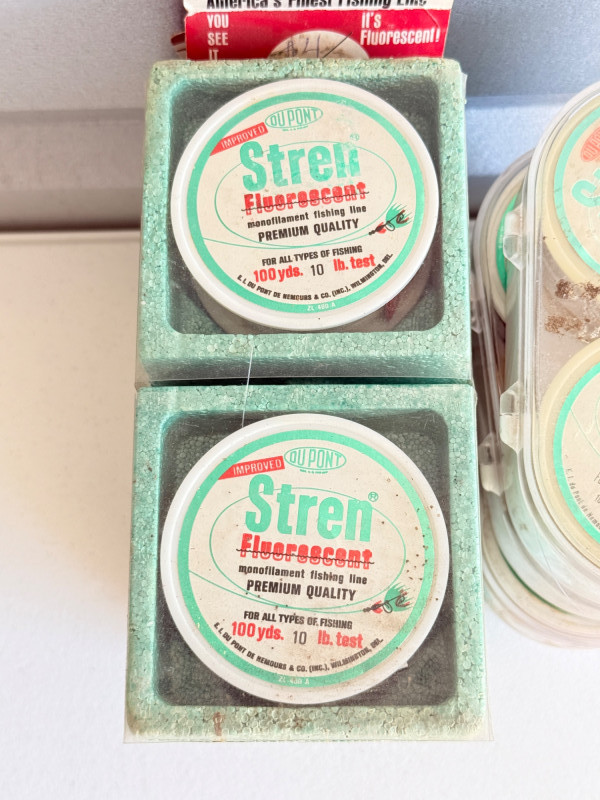 America's Finest Fishing Line
YOU
SEE
IT
it's
Fluorescent!
IMPROVED
DU PONT
Stren
Fluorescent
monofilament fishing line
PREMIUM QUALITY
FOR ALL TYPES OF FISHING
100 yds. 10 lb. test
E. I. DU PONT DE NEMOURS & CO. (INC.), WILMINGTON, DEL.
ZL-480-A
IMPROVED
DU PONT
Stren®
Fluorescent
monofilament fishing line
PREMIUM QUALITY
FOR ALL TYPES OF FISHING
100 yds. 10 lb. test
E. I. DU PONT DE NEMOURS & CO. (INC.), WILMINGTON, DEL.